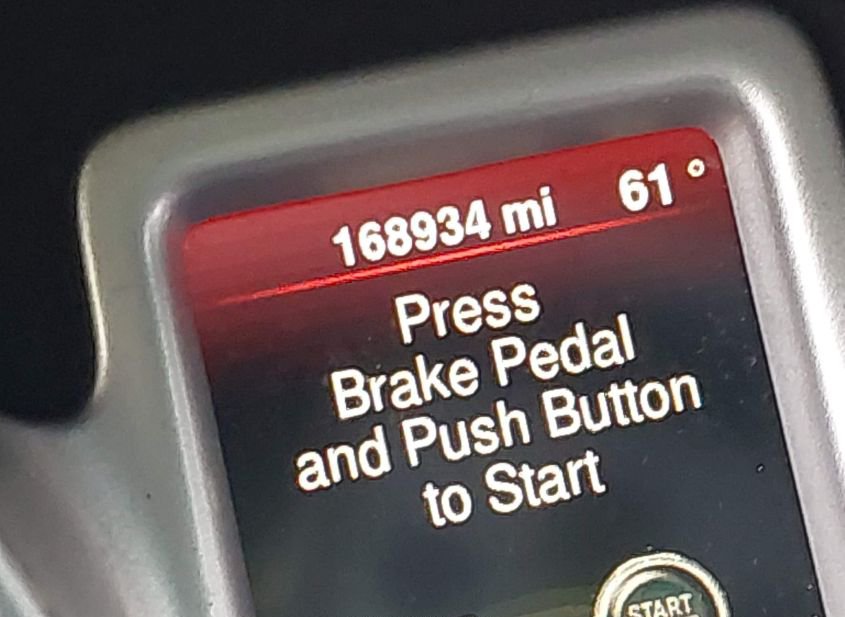 168934 mi 61°
Press
Brake Pedal
and Push Button
to Start
START